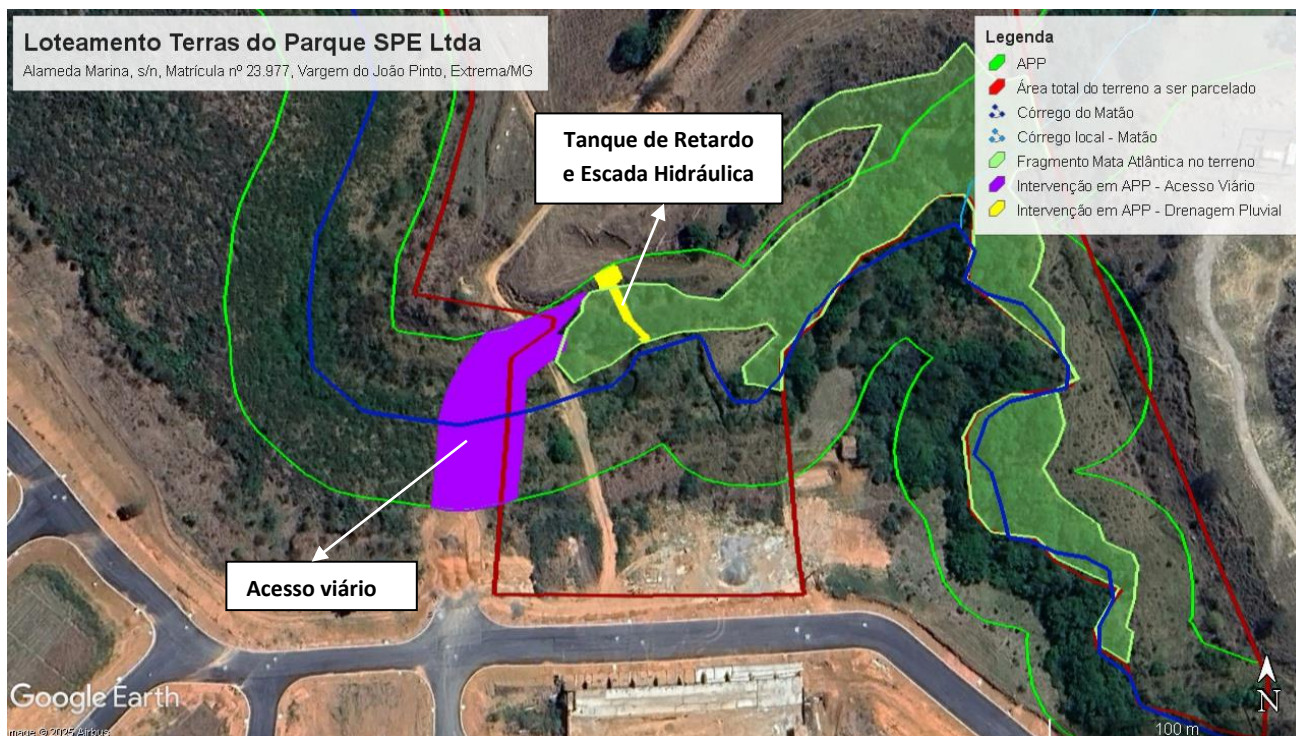 Loteamento Terras do Parque SPE Ltda
Alameda Marina, s/n, Matrícula nº 23.977, Vargem do João Pinto, Extrema/MG
Legenda
APP
Área total do terreno a ser parcelado
Córrego do Matão
Córrego local - Matão
Fragmento Mata Atlântica no terreno
Intervenção em APP - Acesso Viário
Intervenção em APP - Drenagem Pluvial
Tanque de Retardo
e Escada Hidráulica
Acesso viário
Google Earth
Image © 2025 Airbus
100 m
N